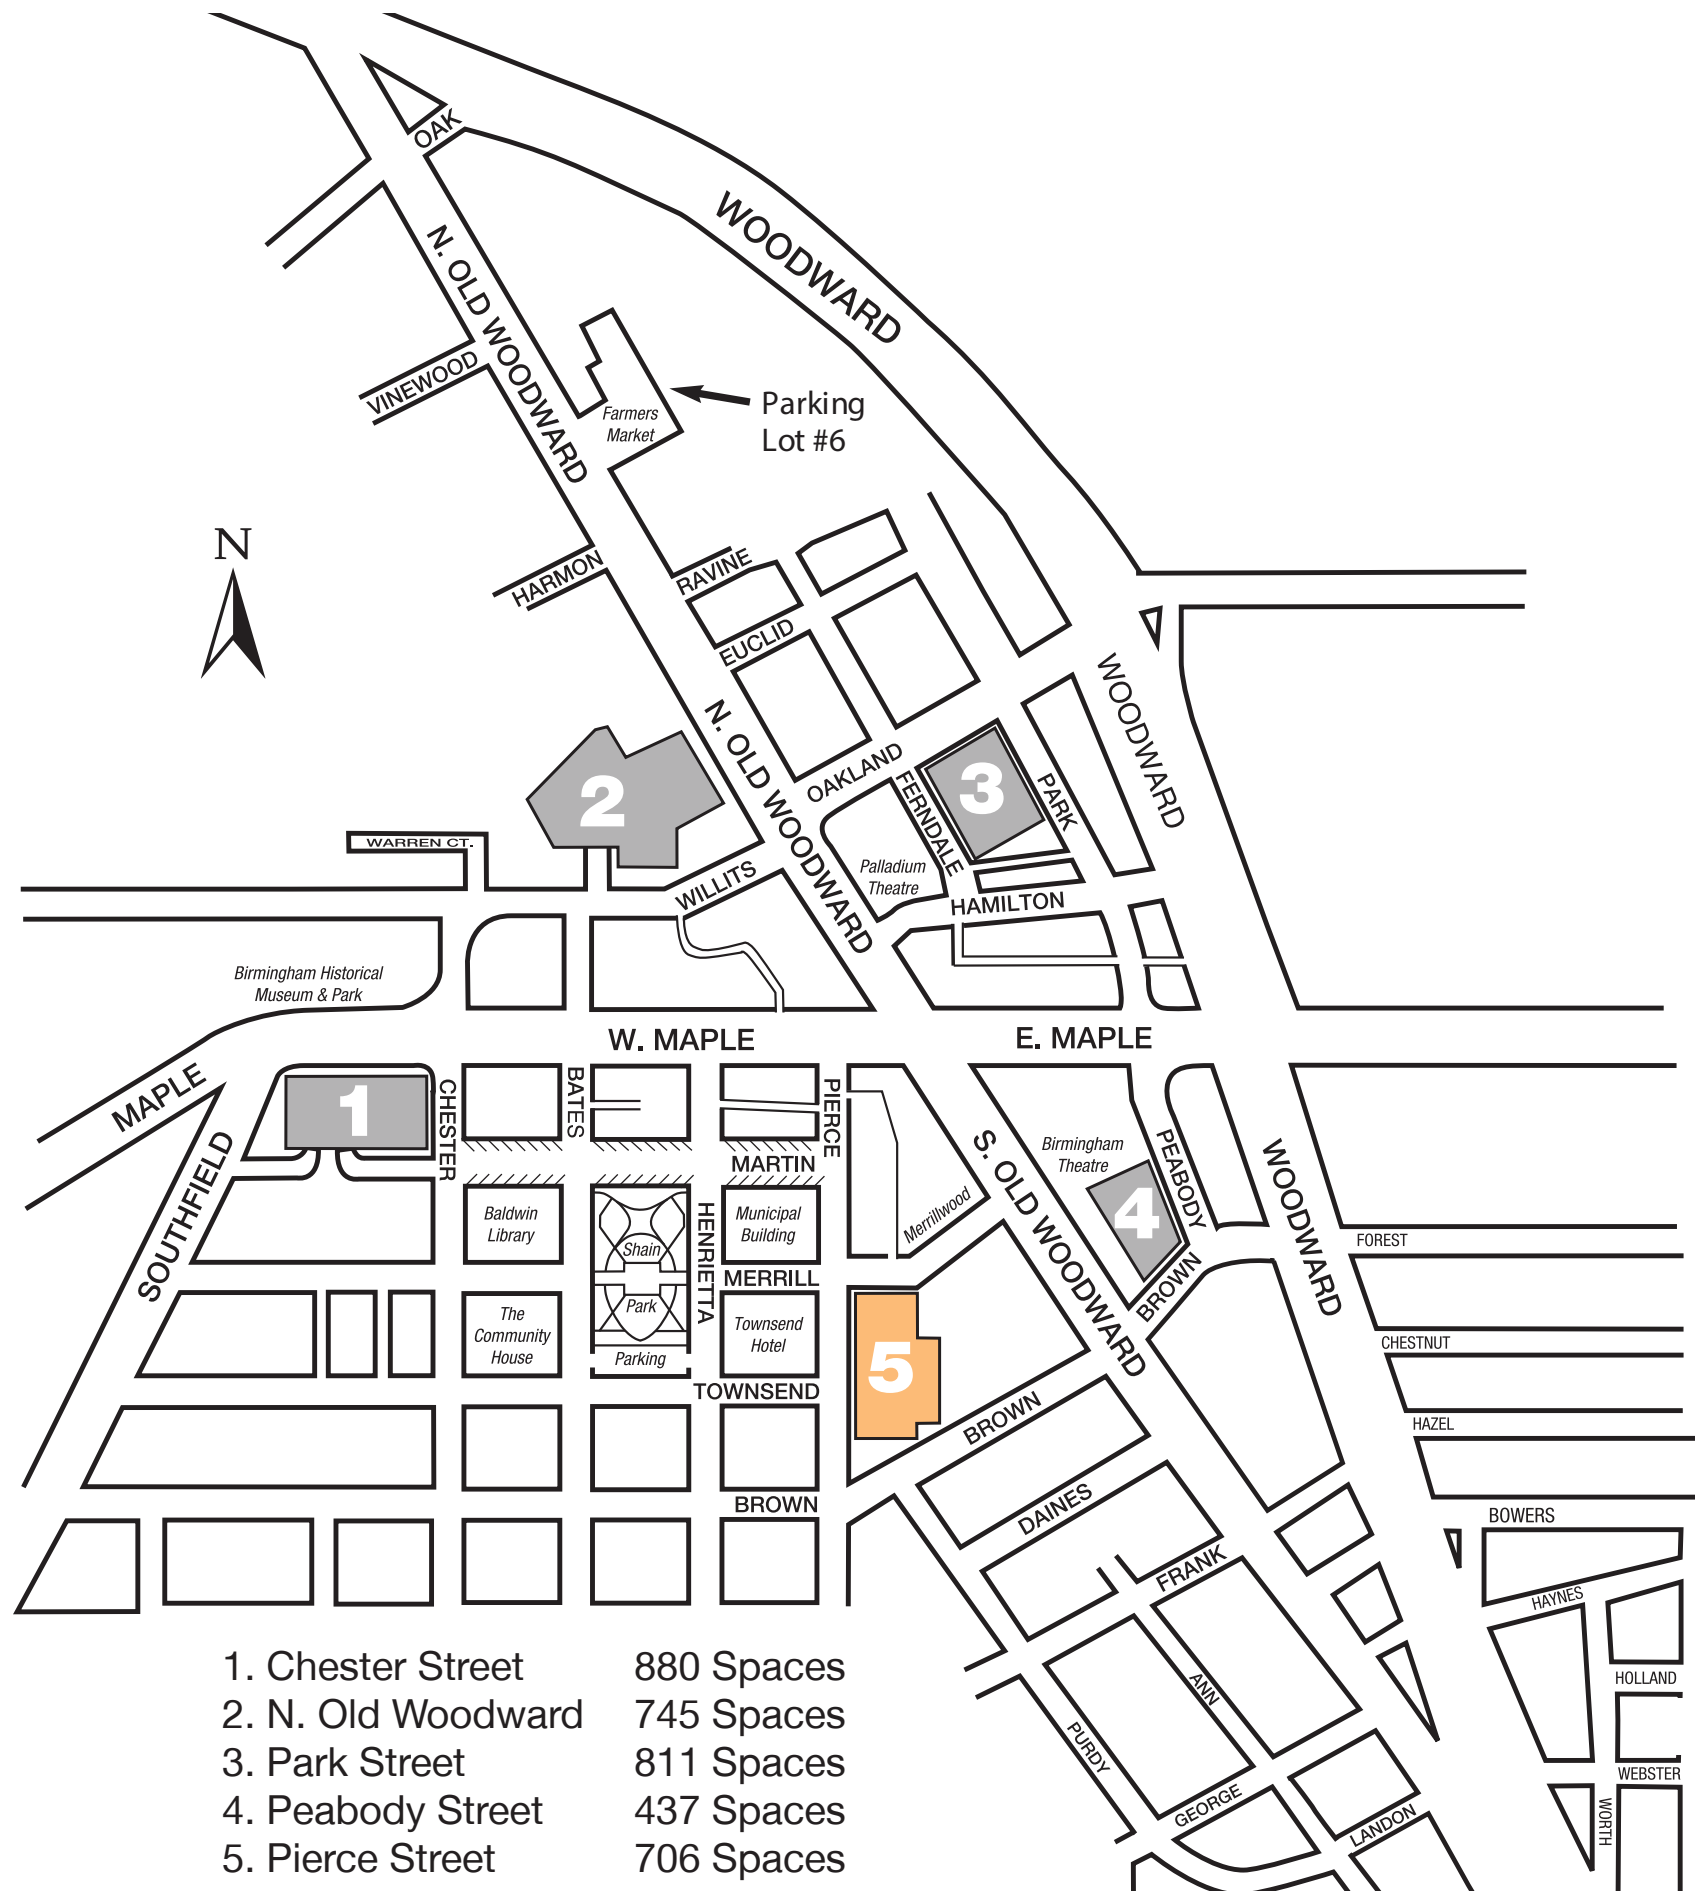 OAK
WOODWARD
N. OLD WOODWARD
VINEWOOD
Farmers
Market
Parking
Lot #6
N
HARMON
RAVINE
EUCLID
WOODWARD
N. OLD WOODWARD
OAKLAND
FERNDALE
3
PARK
2
WARREN CT.
WILLITS
Palladium
Theatre
HAMILTON
Birmingham Historical
Museum & Park
W. MAPLE
E. MAPLE
MAPLE
1
CHESTER
BATES
PIERCE
SOUTHFIELD
MARTIN
S. OLD WOODWARD
Birmingham
Theatre
PEABODY
4
WOODWARD
Baldwin
Library
Shain
Park
Parking
HENRIETTA
Municipal
Building
Merrillwood
MERRILL
FOREST
BROWN
The
Community
House
Townsend
Hotel
5
CHESTNUT
TOWNSEND
BROWN
HAZEL
BROWN
DAINES
BOWERS
FRANK
HAYNES
ANN
HOLLAND
PURDY
WEBSTER
GEORGE
LANDON
WORTH
1. Chester Street 880 Spaces
2. N. Old Woodward 745 Spaces
3. Park Street 811 Spaces
4. Peabody Street 437 Spaces
5. Pierce Street 706 Spaces